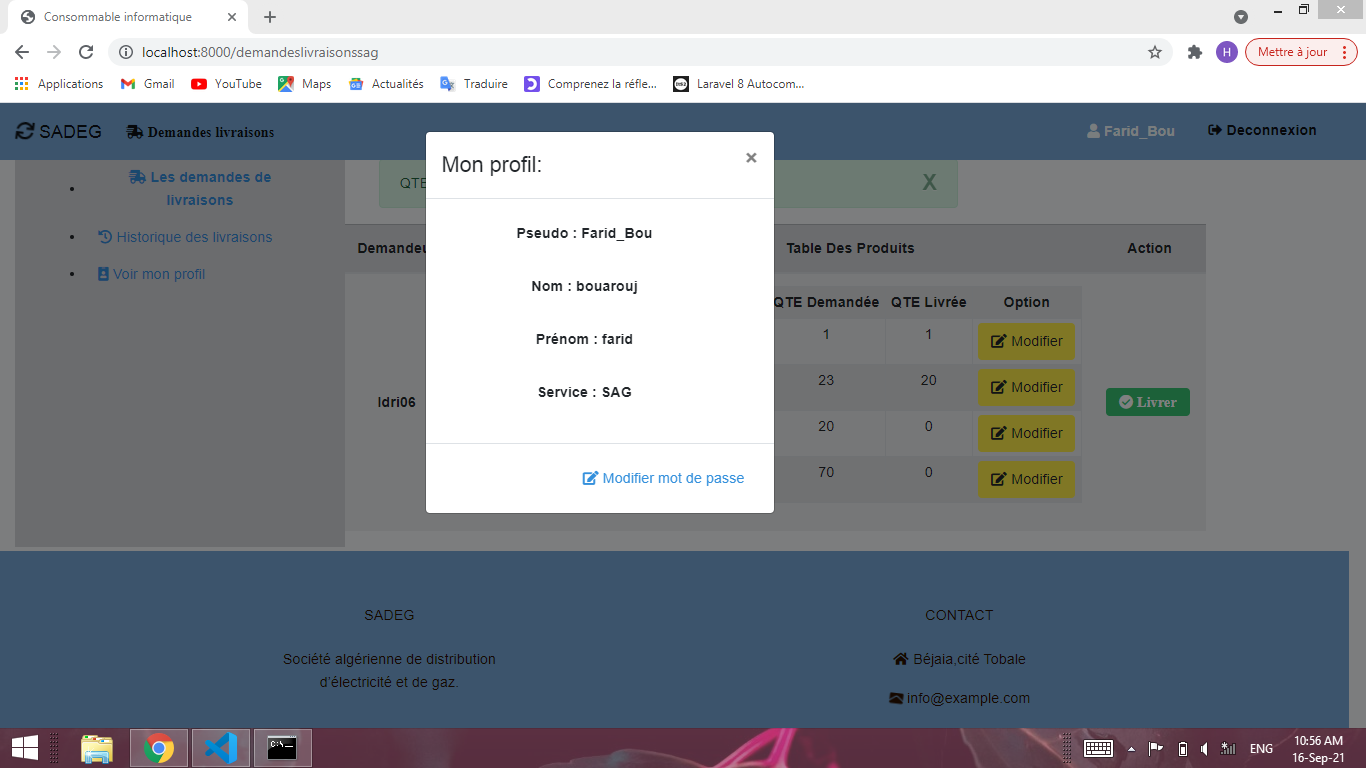 Consommable informatique
localhost:8000/demandeslivraisonssag
H
Mettre à jour
Applications Gmail YouTube Maps Actualités Traduire Comprenez la réfle... Laravel 8 Autocom...
SADEG Demandes livraisons Farid_Bou Deconnexion
Les demandes de
livraisons
Historique des livraisons
Voir mon profil
QTE X
Demandeu Table Des Produits Action
QTE Demandée QTE Livrée Option
1 1 Modifier
23 20 Modifier
Idri06 Livrer
20 0 Modifier
70 0 Modifier
Mon profil: ×
Pseudo : Farid_Bou
Nom : bouarouj
Prénom : farid
Service : SAG
Modifier mot de passe
SADEG
Société algérienne de distribution
d'électricité et de gaz.
CONTACT
Béjaia,cité Tobale
info@example.com
C:\.
ENG
10:56 AM
16-Sep-21